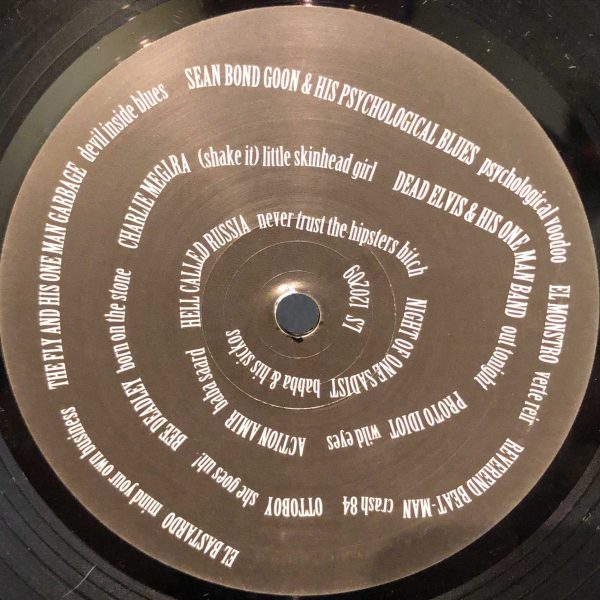 EL BASTARDO mind your own business
THE FLY AND HIS ONE MAN GARBAGE devil inside blues
SEAN BOND GOON & HIS PSYCHOLOGICAL BLUES psychological voodoo
EL MONSTRO verte reir
REVEREND BEAT-MAN crash 84
OTTOBOY she goes uh!
BEE DEADLEY born on the stone
CHARLIE MEGIRA (shake it) little skinhead girl
DEAD ELVIS & HIS ONE MAN BAND out tonight
PROTO IDIOT wild eyes
ACTION AMIR baba saard
HELL CALLED RUSSIA never trust the hipsters bitch
NIGHT OF ONE SADIST babba & his sickos
LS 120209